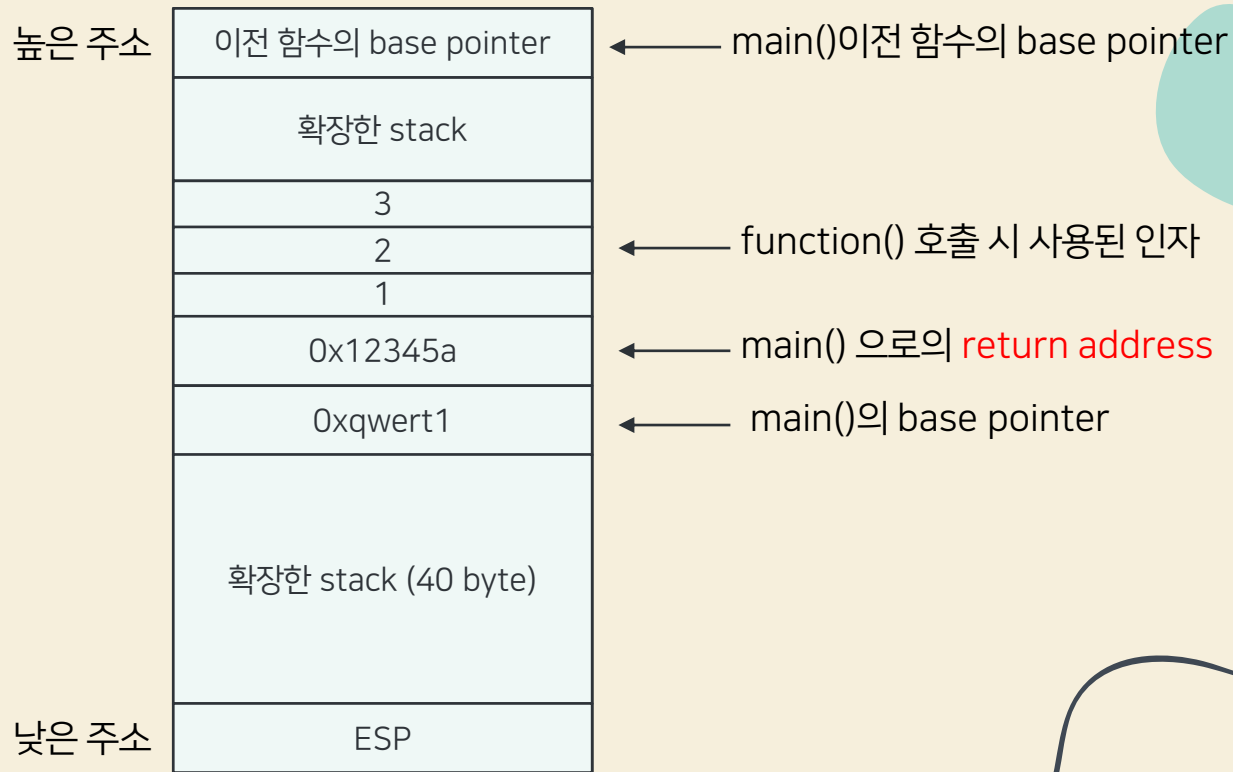 높은 주소
이전 함수의 base pointer
main()이전 함수의 base pointer
확장한 stack
3
2
function() 호출 시 사용된 인자
1
0x12345a
main() 으로의 return address
0xqwert1
main()의 base pointer
확장한 stack (40 byte)
낮은 주소
ESP